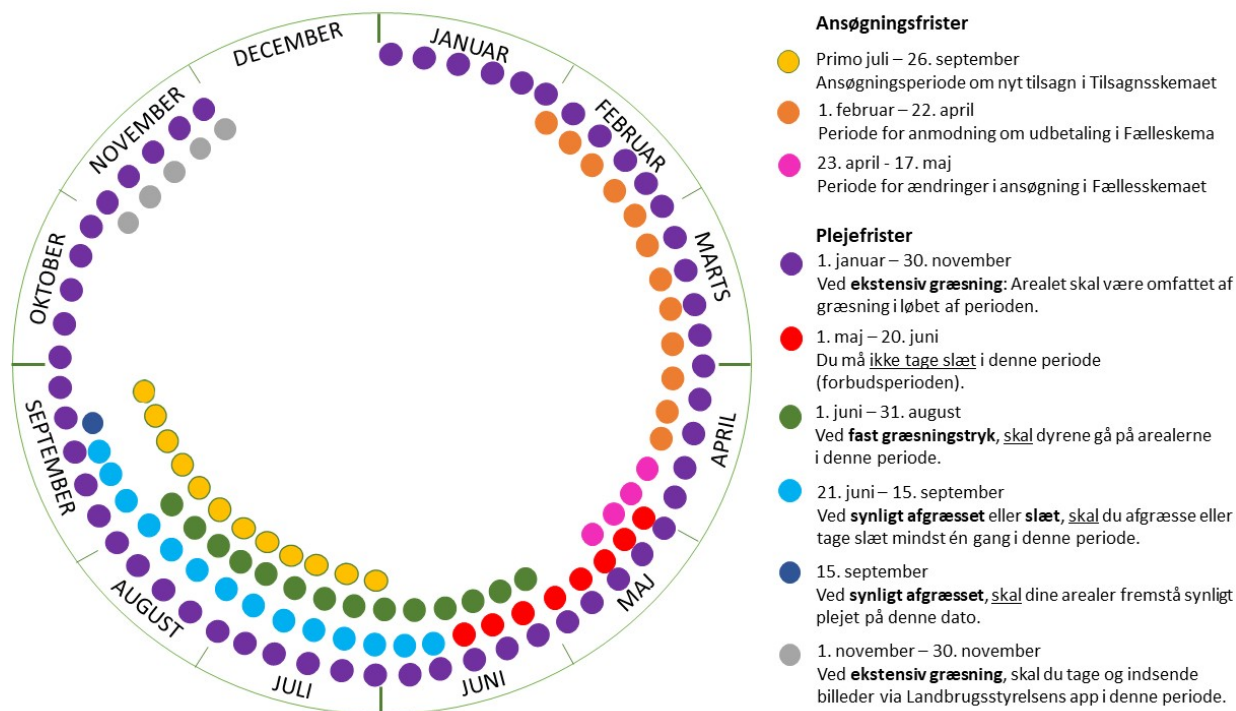 JANUAR
FEBRUAR
MARTS
APRIL
MAJ
JUNI
JULI
AUGUST
SEPTEMBER
OKTOBER
NOVEMBER
DECEMBER
Ansøgningsfrister
Primo juli – 26. september
Ansøgningsperiode om nyt tilsagn i Tilsagnsskemaet
1. februar – 22. april
Periode for anmodning om udbetaling i Fælleskema
23. april - 17. maj
Periode for ændringer i ansøgning i Fællesskemaet
Plejefrister
1. januar – 30. november
Ved ekstensiv græsning: Arealet skal være omfattet af
græsning i løbet af perioden.
1. maj – 20. juni
Du må ikke tage slæt i denne periode
(forbudsperioden).
1. juni – 31. august
Ved fast græsningstryk, skal dyrene gå på arealerne
i denne periode.
21. juni – 15. september
Ved synligt afgræsset eller slæt, skal du afgræsse eller
tage slæt mindst én gang i denne periode.
15. september
Ved synligt afgræsset, skal dine arealer fremstå synligt
plejet på denne dato.
1. november – 30. november
Ved ekstensiv græsning, skal du tage og indsende
billeder via Landbrugsstyrelsens app i denne periode.